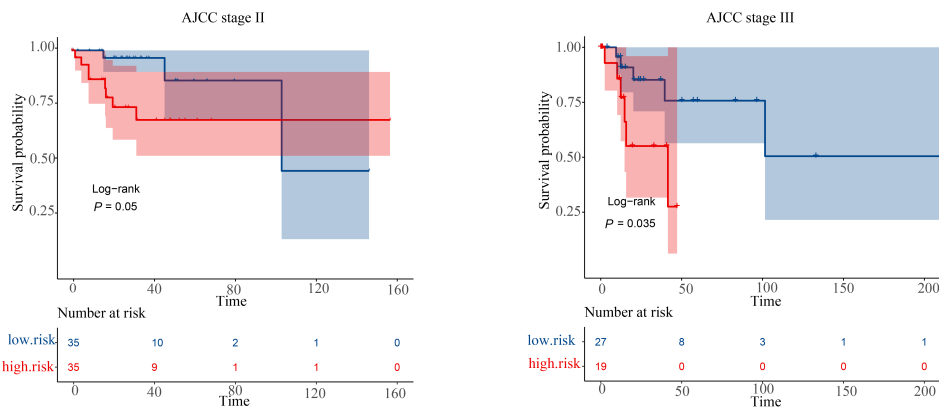 AJCC stage II
1.00
0.75
0.50
0.25
Survival probability
Log-rank
P = 0.05
0 40 80 120 160
Time
Number at risk
low.risk 35 10 2 1 0
high.risk 35 9 1 1 0
0 40 80 120 160
Time
AJCC stage III
1.00
0.75
0.50
0.25
Survival probability
Log-rank
P = 0.035
0 50 100 150 200
Time
Number at risk
low.risk 27 8 3 1 1
high.risk 19 0 0 0 0
0 50 100 150 200
Time